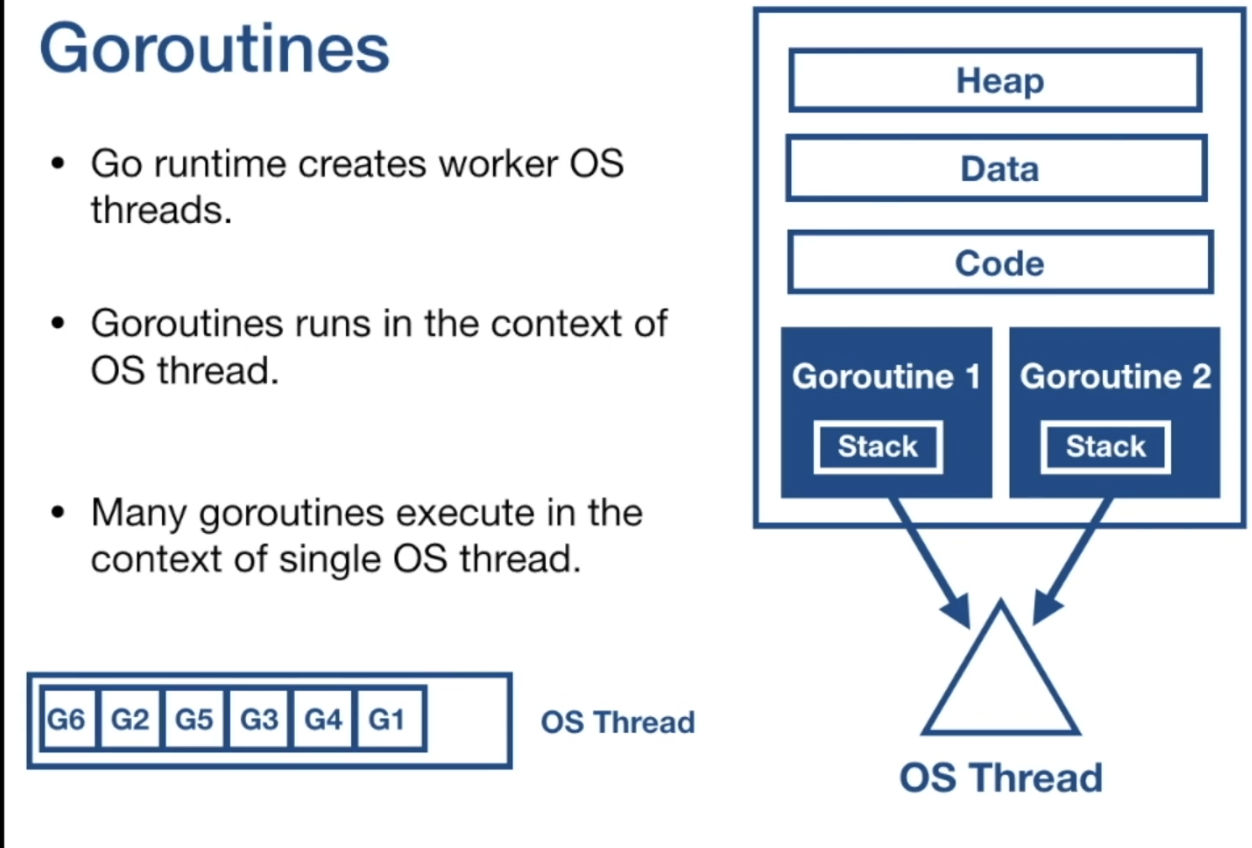 Goroutines
• Go runtime creates worker OS
threads.
• Goroutines runs in the context of
OS thread.
• Many goroutines execute in the
context of single OS thread.
G6 G2 G5 G3 G4 G1
OS Thread
Heap
Data
Code
Goroutine 1
Stack
Goroutine 2
Stack
OS Thread